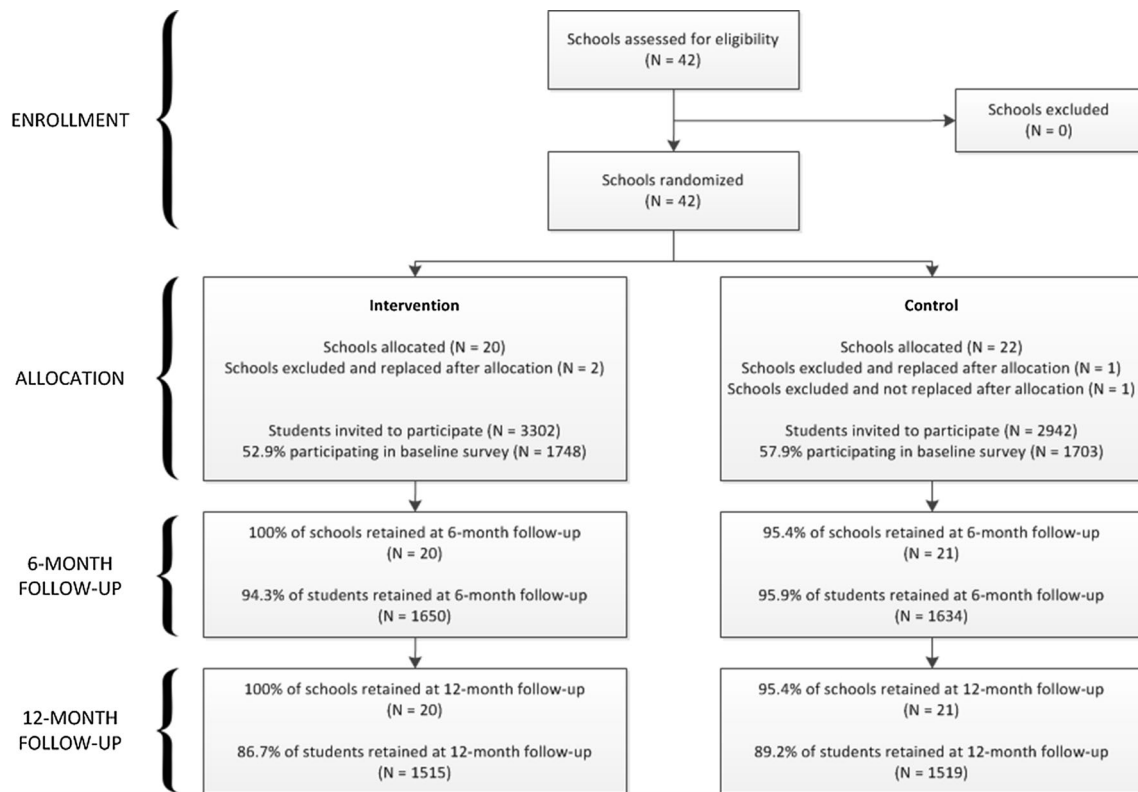 ENROLLMENT
Schools assessed for eligibility
(N = 42)
Schools excluded
(N = 0)
Schools randomized
(N = 42)
ALLOCATION
Intervention
Schools allocated (N = 20)
Schools excluded and replaced after allocation (N = 2)
Students invited to participate (N = 3302)
52.9% participating in baseline survey (N = 1748)
Control
Schools allocated (N = 22)
Schools excluded and replaced after allocation (N = 1)
Schools excluded and not replaced after allocation (N = 1)
Students invited to participate (N = 2942)
57.9% participating in baseline survey (N = 1703)
6-MONTH
FOLLOW-UP
100% of schools retained at 6-month follow-up
(N = 20)
94.3% of students retained at 6-month follow-up
(N = 1650)
95.4% of schools retained at 6-month follow-up
(N = 21)
95.9% of students retained at 6-month follow-up
(N = 1634)
12-MONTH
FOLLOW-UP
100% of schools retained at 12-month follow-up
(N = 20)
86.7% of students retained at 12-month follow-up
(N = 1515)
95.4% of schools retained at 12-month follow-up
(N = 21)
89.2% of students retained at 12-month follow-up
(N = 1519)